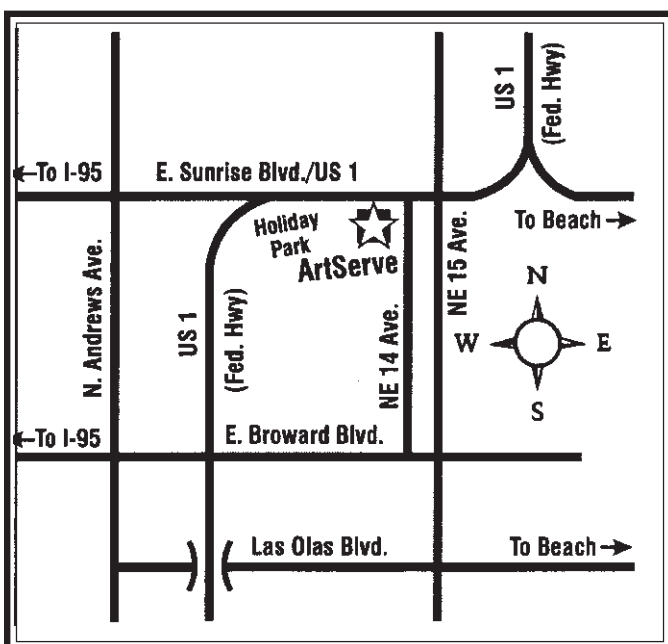 US 1
(Fed. Hwy)
←To I-95
E. Sunrise Blvd./US 1
To Beach→
Holiday
Park
ArtServe
N. Andrews Ave.
US 1
(Fed. Hwy)
NE 14 Ave.
NE 15 Ave.
N
W
E
S
←To I-95
E. Broward Blvd.
Las Olas Blvd.
To Beach→